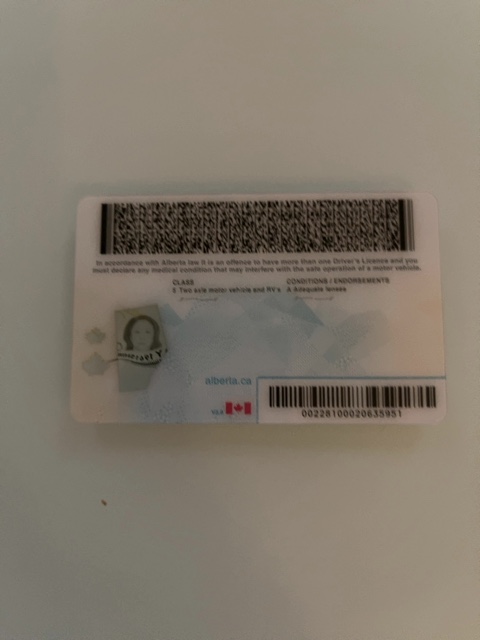 In accordance with Alberta law it is an offence to have more than one Driver's Licence and you
must declare any medical condition that may interfere with the safe operation of a motor vehicle.
CLASS
5 Two axle motor vehicle and RV's
CONDITIONS / ENDORSEMENTS
A Adequate lenses
alberta.ca
00228100020635951